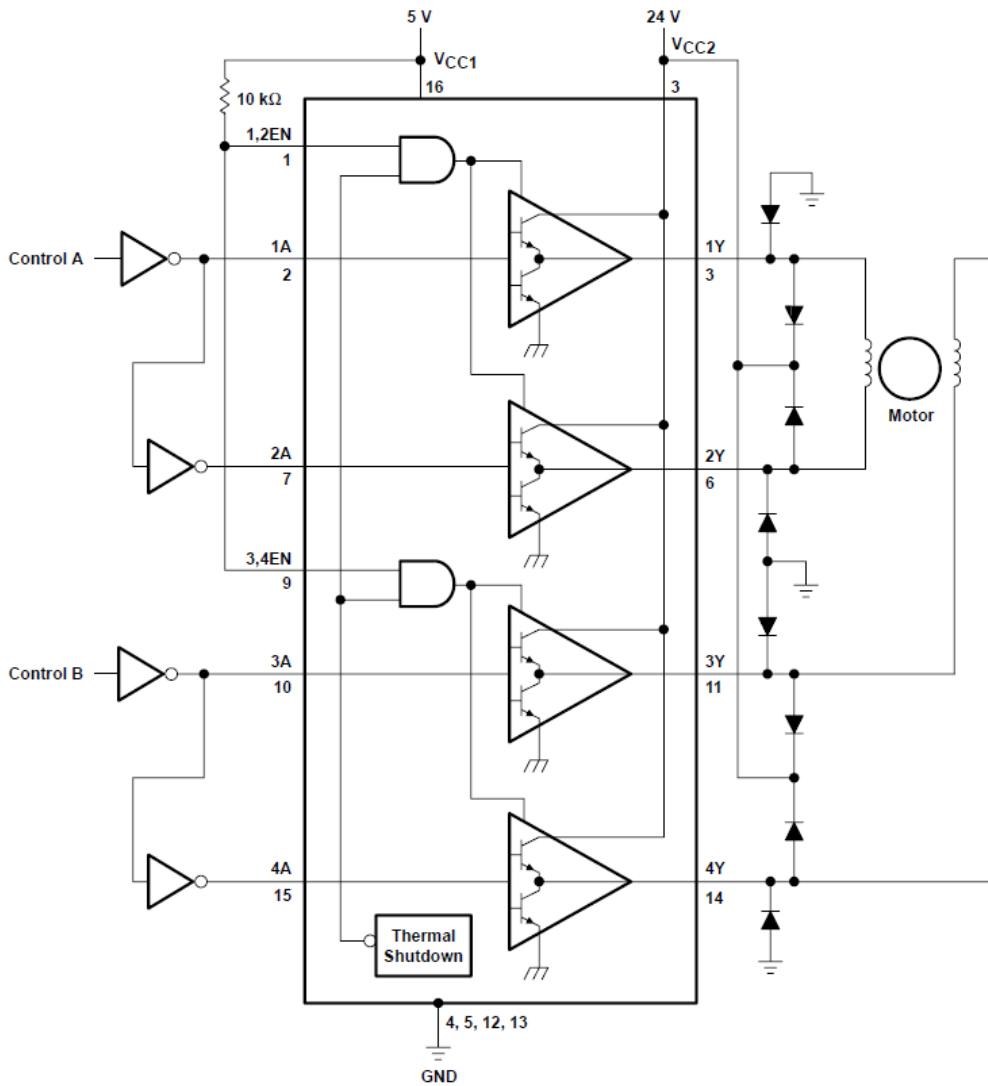 5 V
24 V
VCC1
VCC2
16
3
10 kΩ
1,2EN
1
Control A
1A
2
1Y
3
Motor
2A
7
2Y
6
3,4EN
9
Control B
3A
10
3Y
11
4A
15
4Y
14
Thermal
Shutdown
4, 5, 12, 13
GND